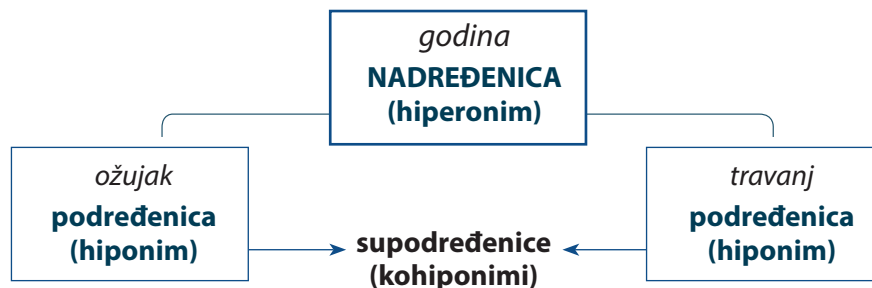 godina
NADREĐENICA
(hiperonim)
ožujak
podređenica
(hiponim)
travanj
podređenica
(hiponim)
supodređenice
(kohiponimi)